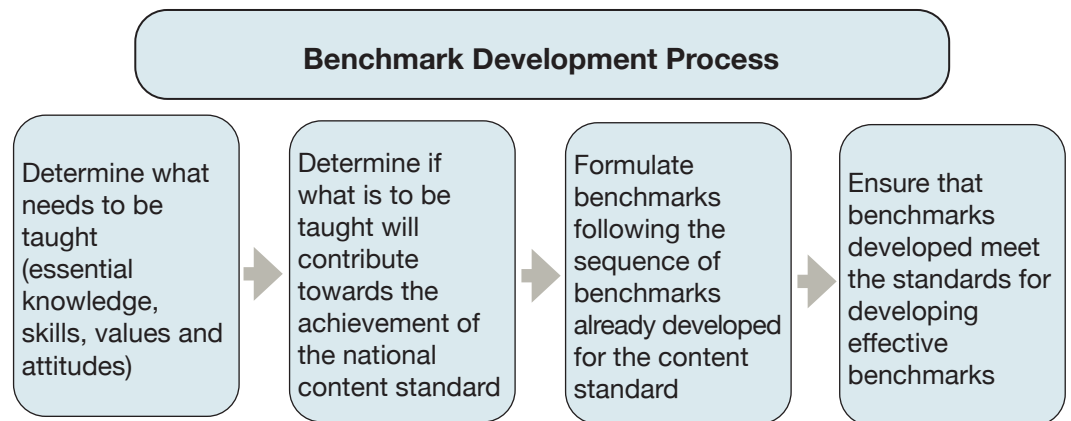 Benchmark Development Process
Determine what
needs to be
taught
(essential
knowledge,
skills, values and
attitudes)
Determine if
what is to be
taught will
contribute
towards the
achievement of
the national
content standard
Formulate
benchmarks
following the
sequence of
benchmarks
already developed
for the content
standard
Ensure that
benchmarks
developed meet
the standards for
developing
effective
benchmarks